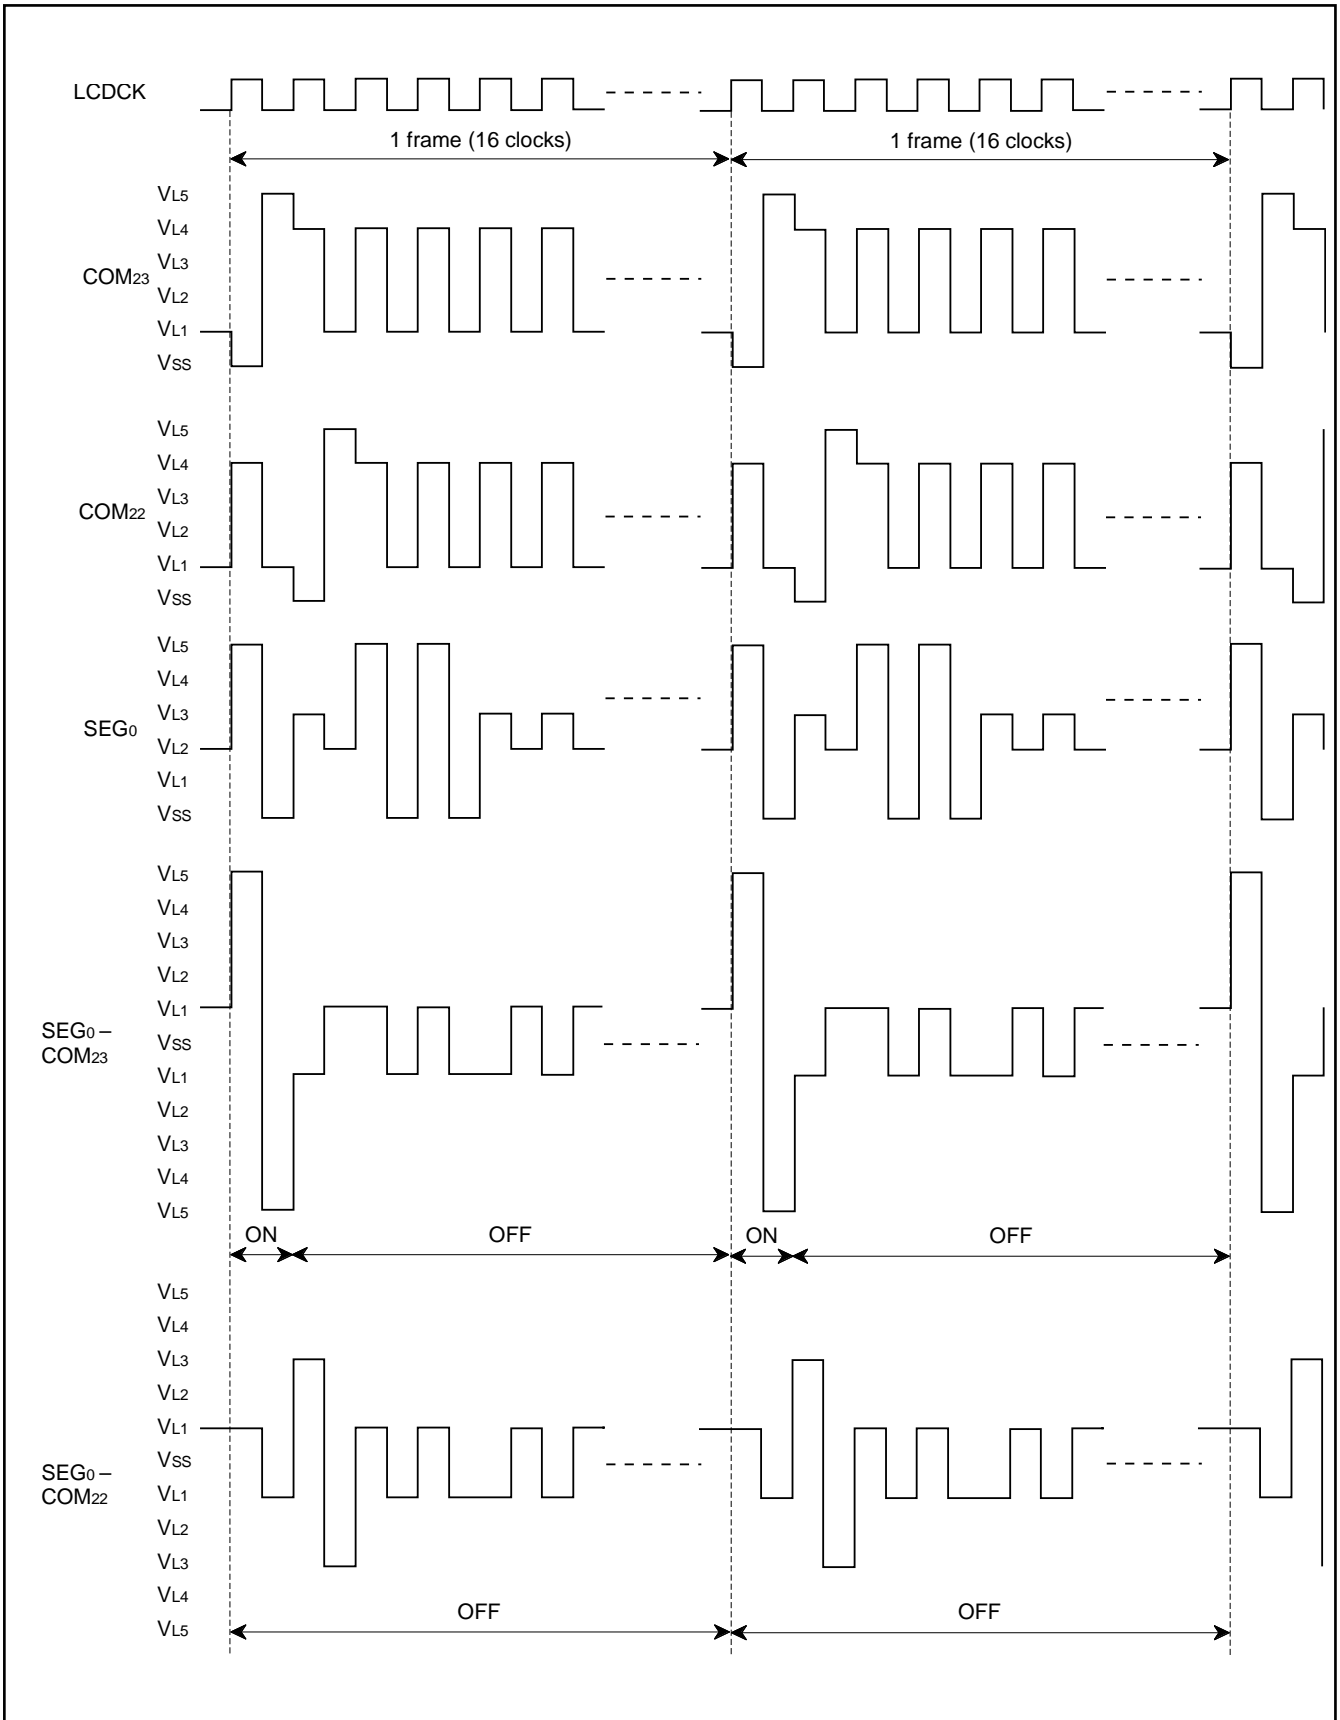 LCDCK
1 frame (16 clocks) 1 frame (16 clocks)
VL5
VL4
VL3
COM23
VL2
VL1
VSS
VL5
VL4
VL3
COM22
VL2
VL1
VSS
VL5
VL4
VL3
SEG0
VL2
VL1
VSS
VL5
VL4
VL3
VL2
VL1
SEG0 –
COM23
VSS
VL1
VL2
VL3
VL4
VL5
ON OFF ON OFF
VL5
VL4
VL3
VL2
VL1
VSS
SEG0 –
COM22
VL1
VL2
VL3
VL4
VL5
OFF OFF